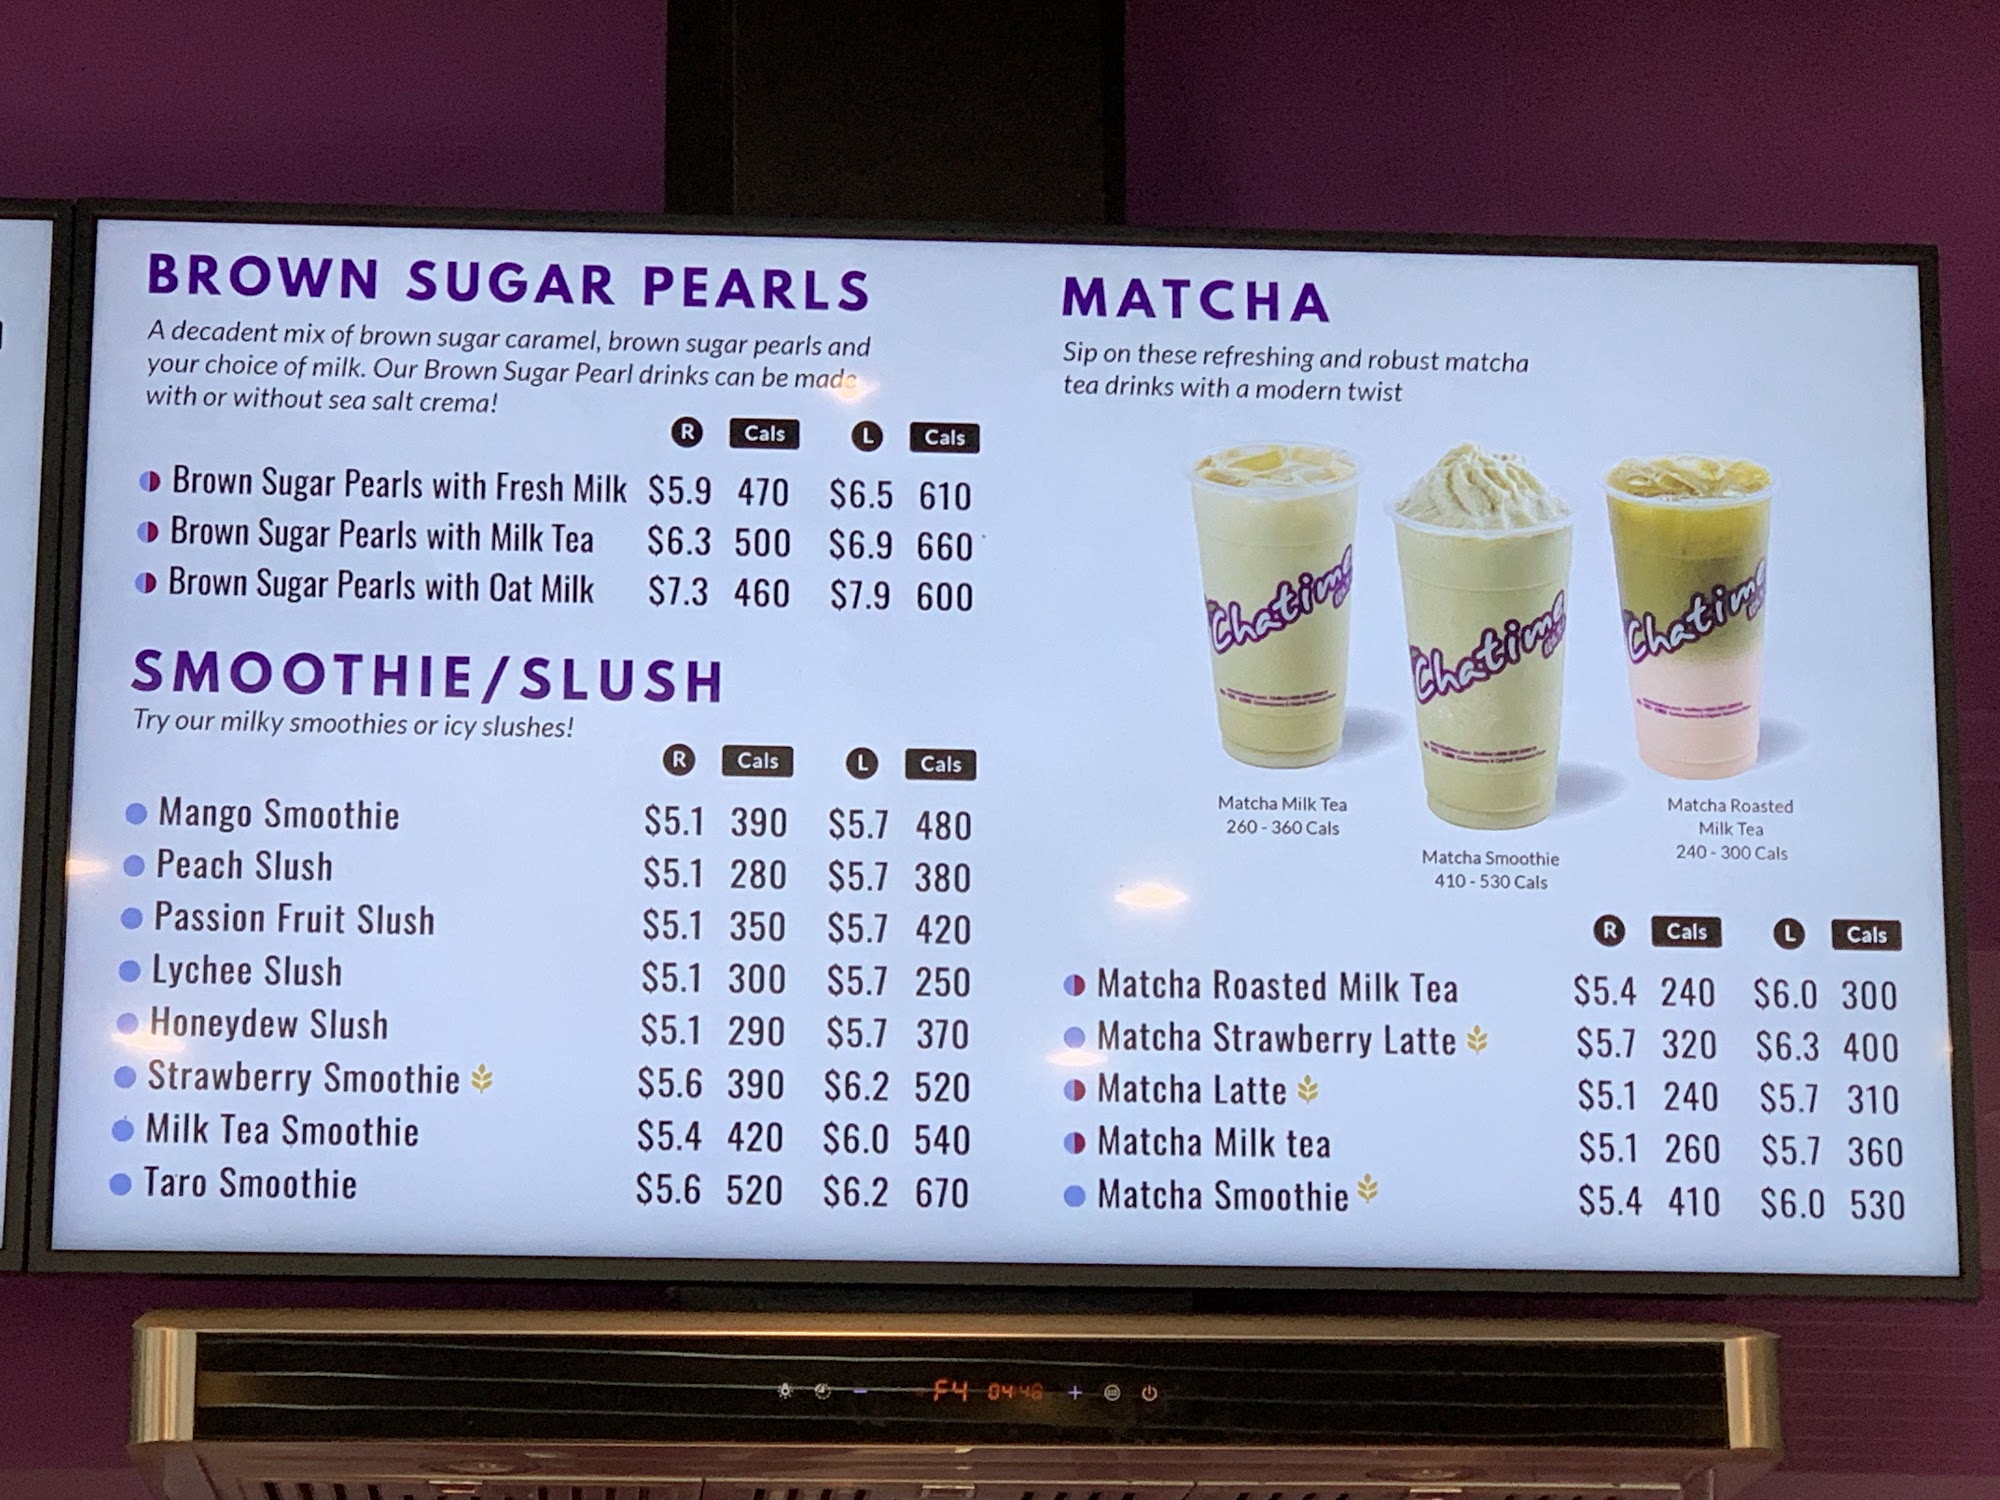 BROWN SUGAR PEARLS
A decadent mix of brown sugar caramel, brown sugar pearls and
your choice of milk. Our Brown Sugar Pearl drinks can be made
with or without sea salt crema!
R Cals L Cals
Brown Sugar Pearls with Fresh Milk $5.9 470 $6.5 610
Brown Sugar Pearls with Milk Tea $6.3 500 $6.9 660
Brown Sugar Pearls with Oat Milk $7.3 460 $7.9 600
SMOOTHIE/SLUSH
Try our milky smoothies or icy slushes!
R Cals L Cals
Mango Smoothie $5.1 390 $5.7 480
Peach Slush $5.1 280 $5.7 380
Passion Fruit Slush $5.1 350 $5.7 420
Lychee Slush $5.1 300 $5.7 250
Honeydew Slush $5.1 290 $5.7 370
Strawberry Smoothie $5.6 390 $6.2 520
Milk Tea Smoothie $5.4 420 $6.0 540
Taro Smoothie $5.6 520 $6.2 670
MATCHA
Sip on these refreshing and robust matcha
tea drinks with a modern twist
Chatime
Chatime
Chatime
Matcha Milk Tea
260 - 360 Cals
Matcha Smoothie
410 - 530 Cals
Matcha Roasted
Milk Tea
240 - 300 Cals
R Cals L Cals
Matcha Roasted Milk Tea $5.4 240 $6.0 300
Matcha Strawberry Latte $5.7 320 $6.3 400
Matcha Latte $5.1 240 $5.7 310
Matcha Milk tea $5.1 260 $5.7 360
Matcha Smoothie $5.4 410 $6.0 530
F4 04:48